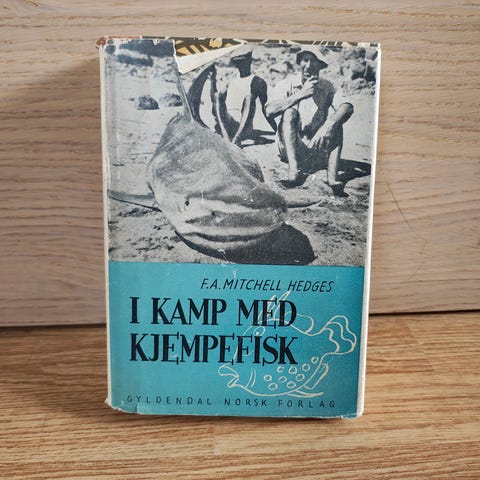 F.A. MITCHELL HEDGES
I KAMP MED
KJEMPEFISK
GYLDENDAL NORSK FORLAG